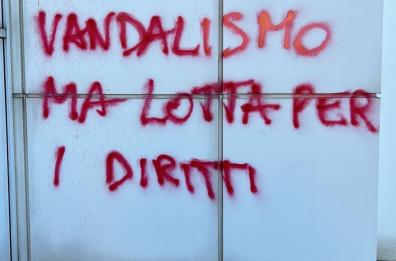 VANDALISMO
MA LOTTA PER
I DIRITTI